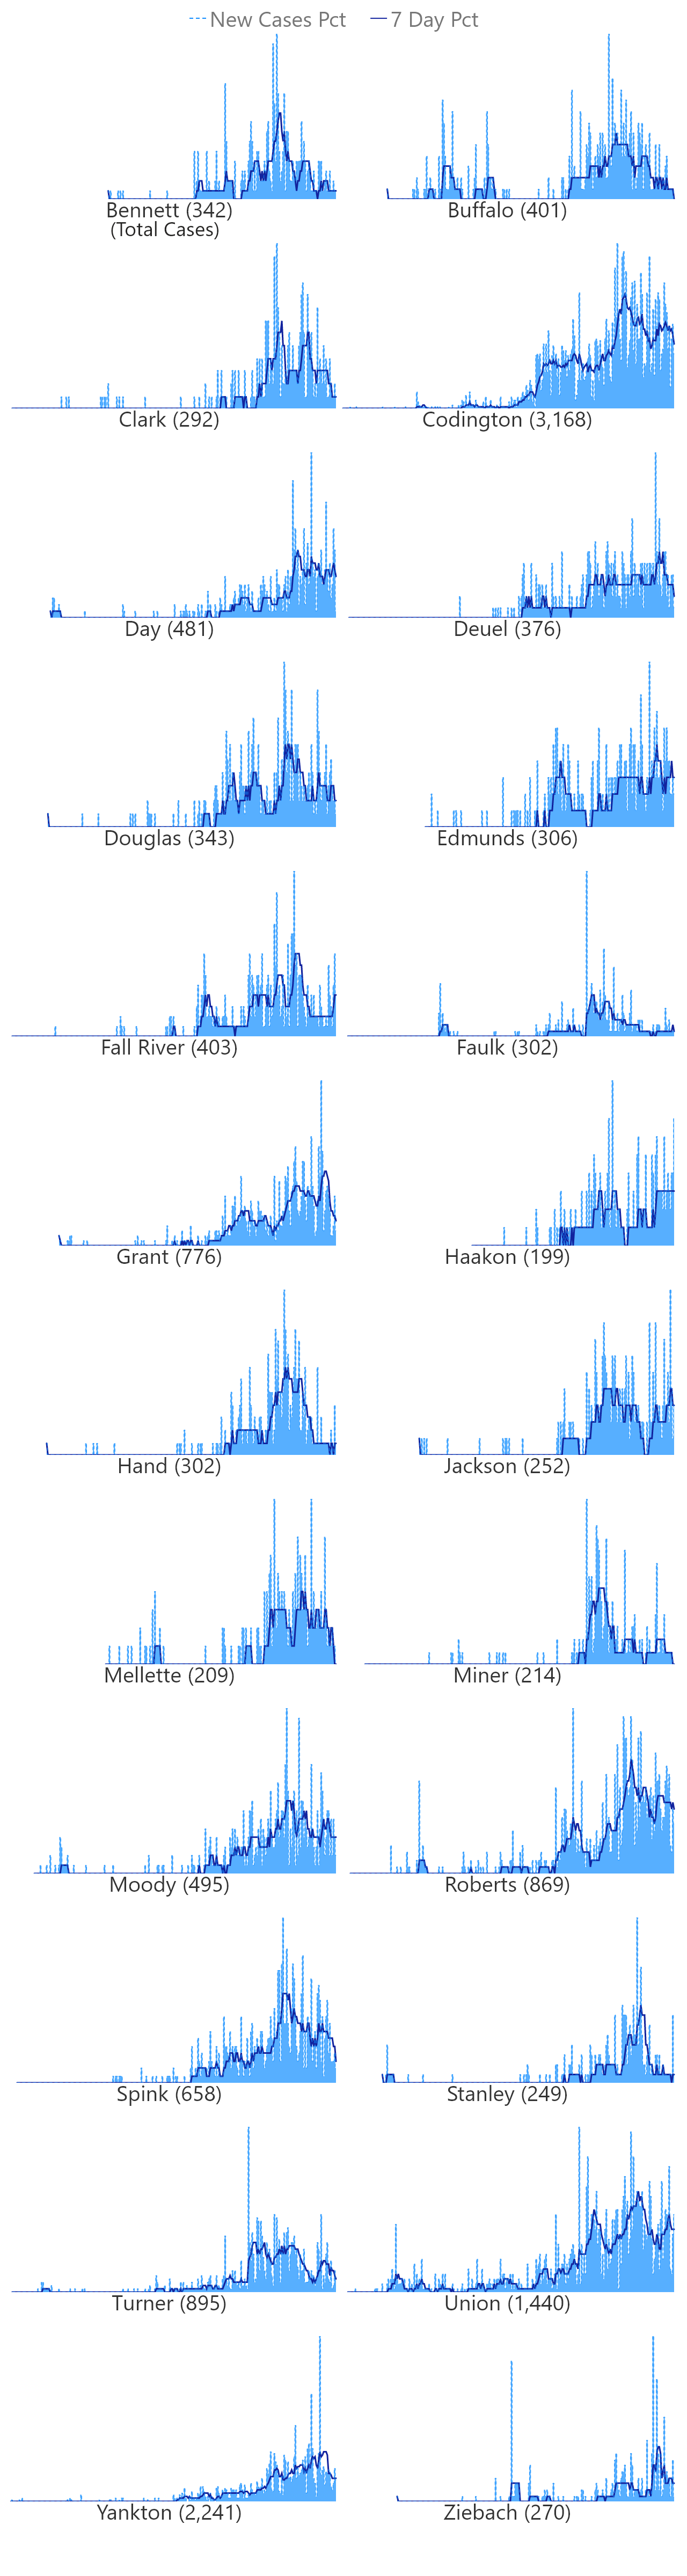 New Cases Pct 7 Day Pct
Bennett (342) Buffalo (401)
(Total Cases)
Clark (292) Codington (3,168)
Day (481) Deuel (376)
Douglas (343) Edmunds (306)
Fall River (403) Faulk (302)
Grant (776) Haakon (199)
Hand (302) Jackson (252)
Mellette (209) Miner (214)
Moody (495) Roberts (869)
Spink (658) Stanley (249)
Turner (895) Union (1,440)
Yankton (2,241) Ziebach (270)